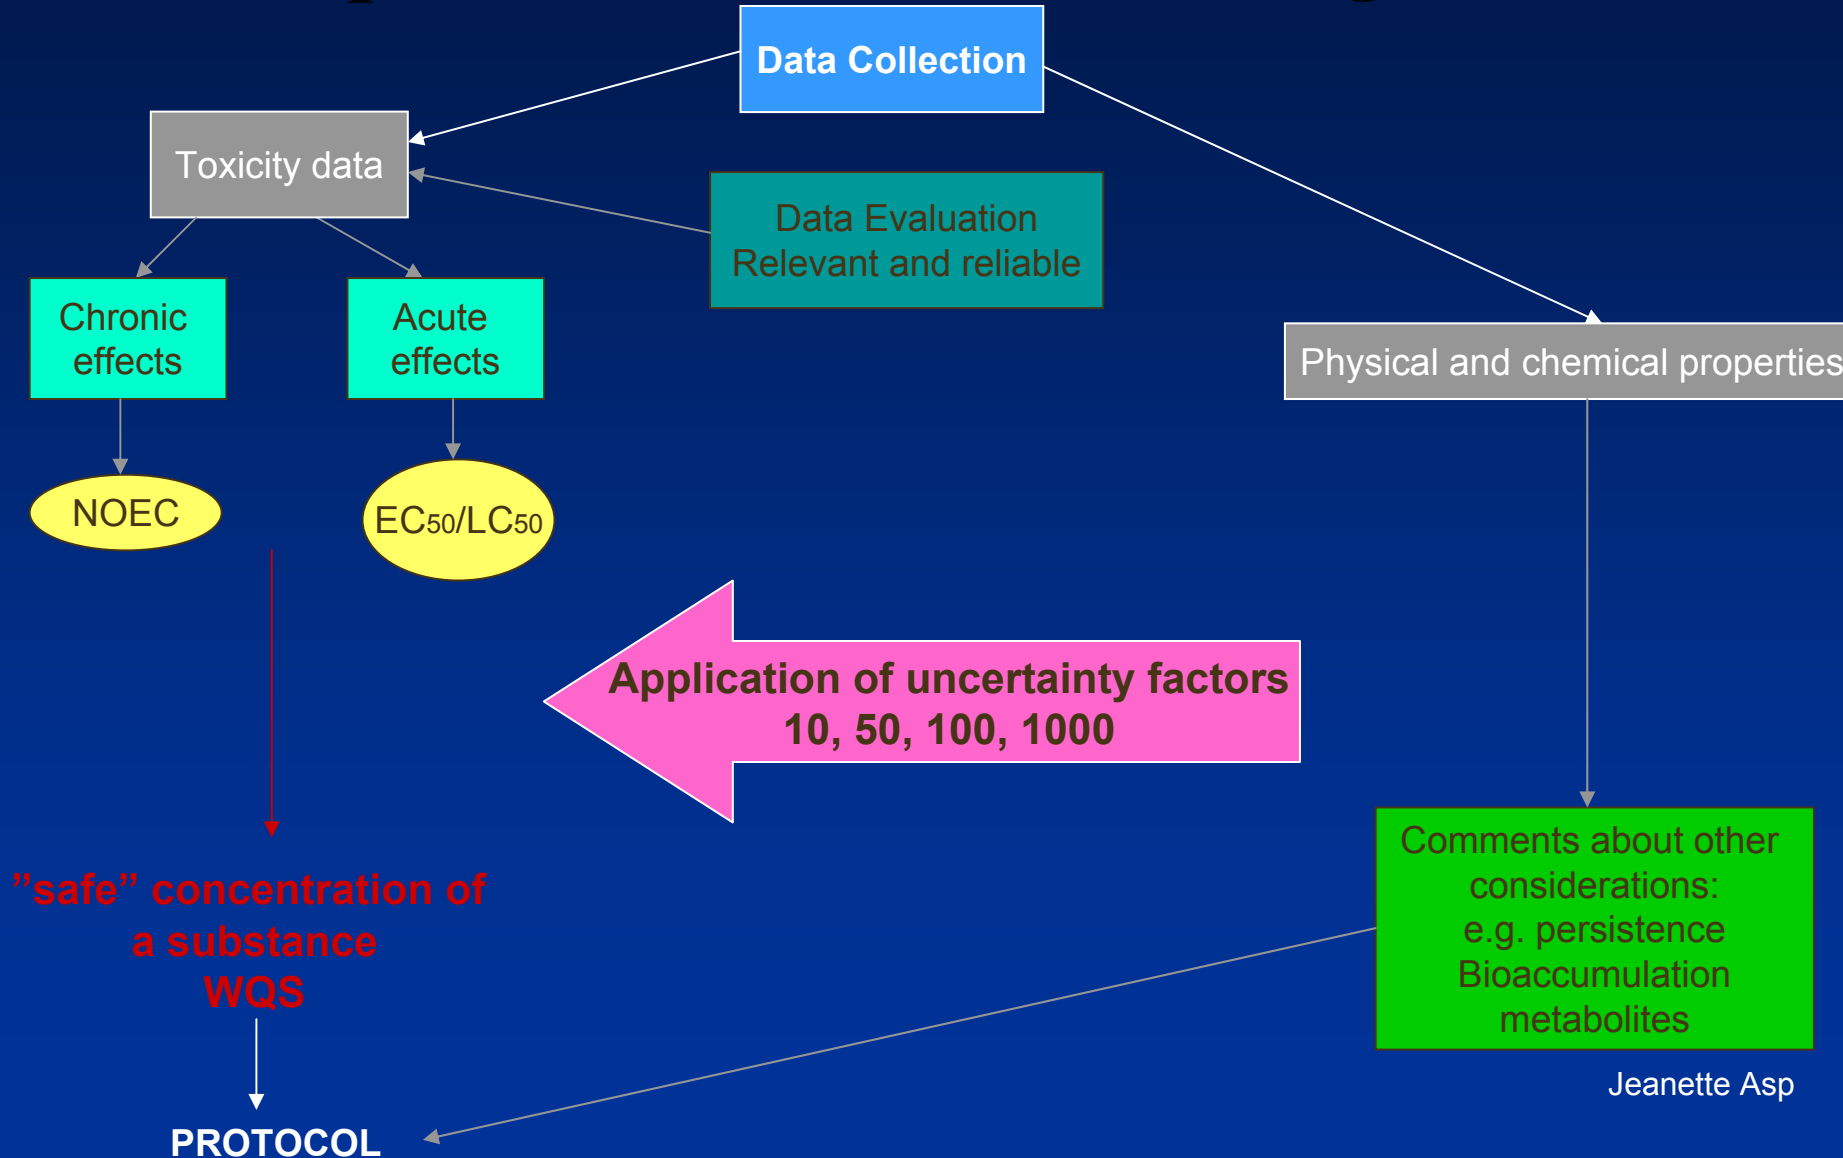 Data Collection
Toxicity data
Data Evaluation
Relevant and reliable
Chronic
effects
Acute
effects
Physical and chemical properties
NOEC
EC50/LC50
Application of uncertainty factors
10, 50, 100, 1000
”safe” concentration of
a substance
WQS
Comments about other
considerations:
e.g. persistence
Bioaccumulation
metabolites
Jeanette Asp
PROTOCOL